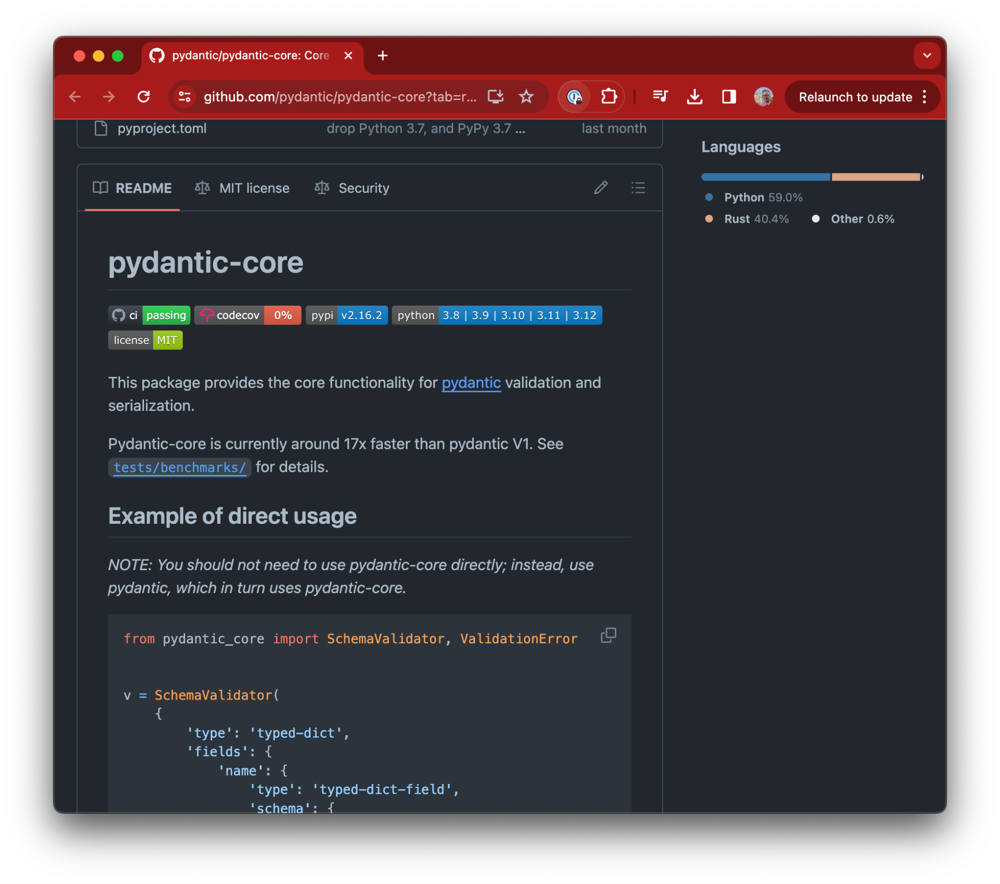 pydantic/pydantic-core: Core
github.com/pydantic/pydantic-core?tab=r...
Relaunch to update
pyproject.toml drop Python 3.7, and PyPy 3.7 ... last month
README MIT license Security
pydantic-core
ci passing codecov 0% pypi v2.16.2 python 3.8 | 3.9 | 3.10 | 3.11 | 3.12
license MIT
This package provides the core functionality for pydantic validation and
serialization.
Pydantic-core is currently around 17x faster than pydantic V1. See
tests/benchmarks/ for details.
Example of direct usage
NOTE: You should not need to use pydantic-core directly; instead, use
pydantic, which in turn uses pydantic-core.
from pydantic_core import SchemaValidator, ValidationError
v = SchemaValidator(
    {
        'type': 'typed-dict',
        'fields': {
            'name': {
                'type': 'typed-dict-field',
                'schema': {
Languages
Python 59.0%
Rust 40.4% Other 0.6%